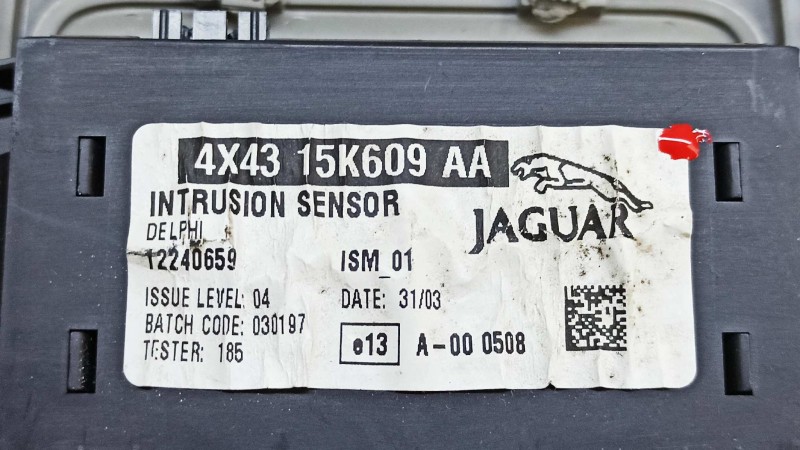 4X43 15K609 AA
INTRUSION SENSOR
JAGUAR
DELPHI
12240659 ISM_01
ISSUE LEVEL: 04 DATE: 31/03
BATCH CODE: 030197
TESTER: 185 e13 A-00 0508